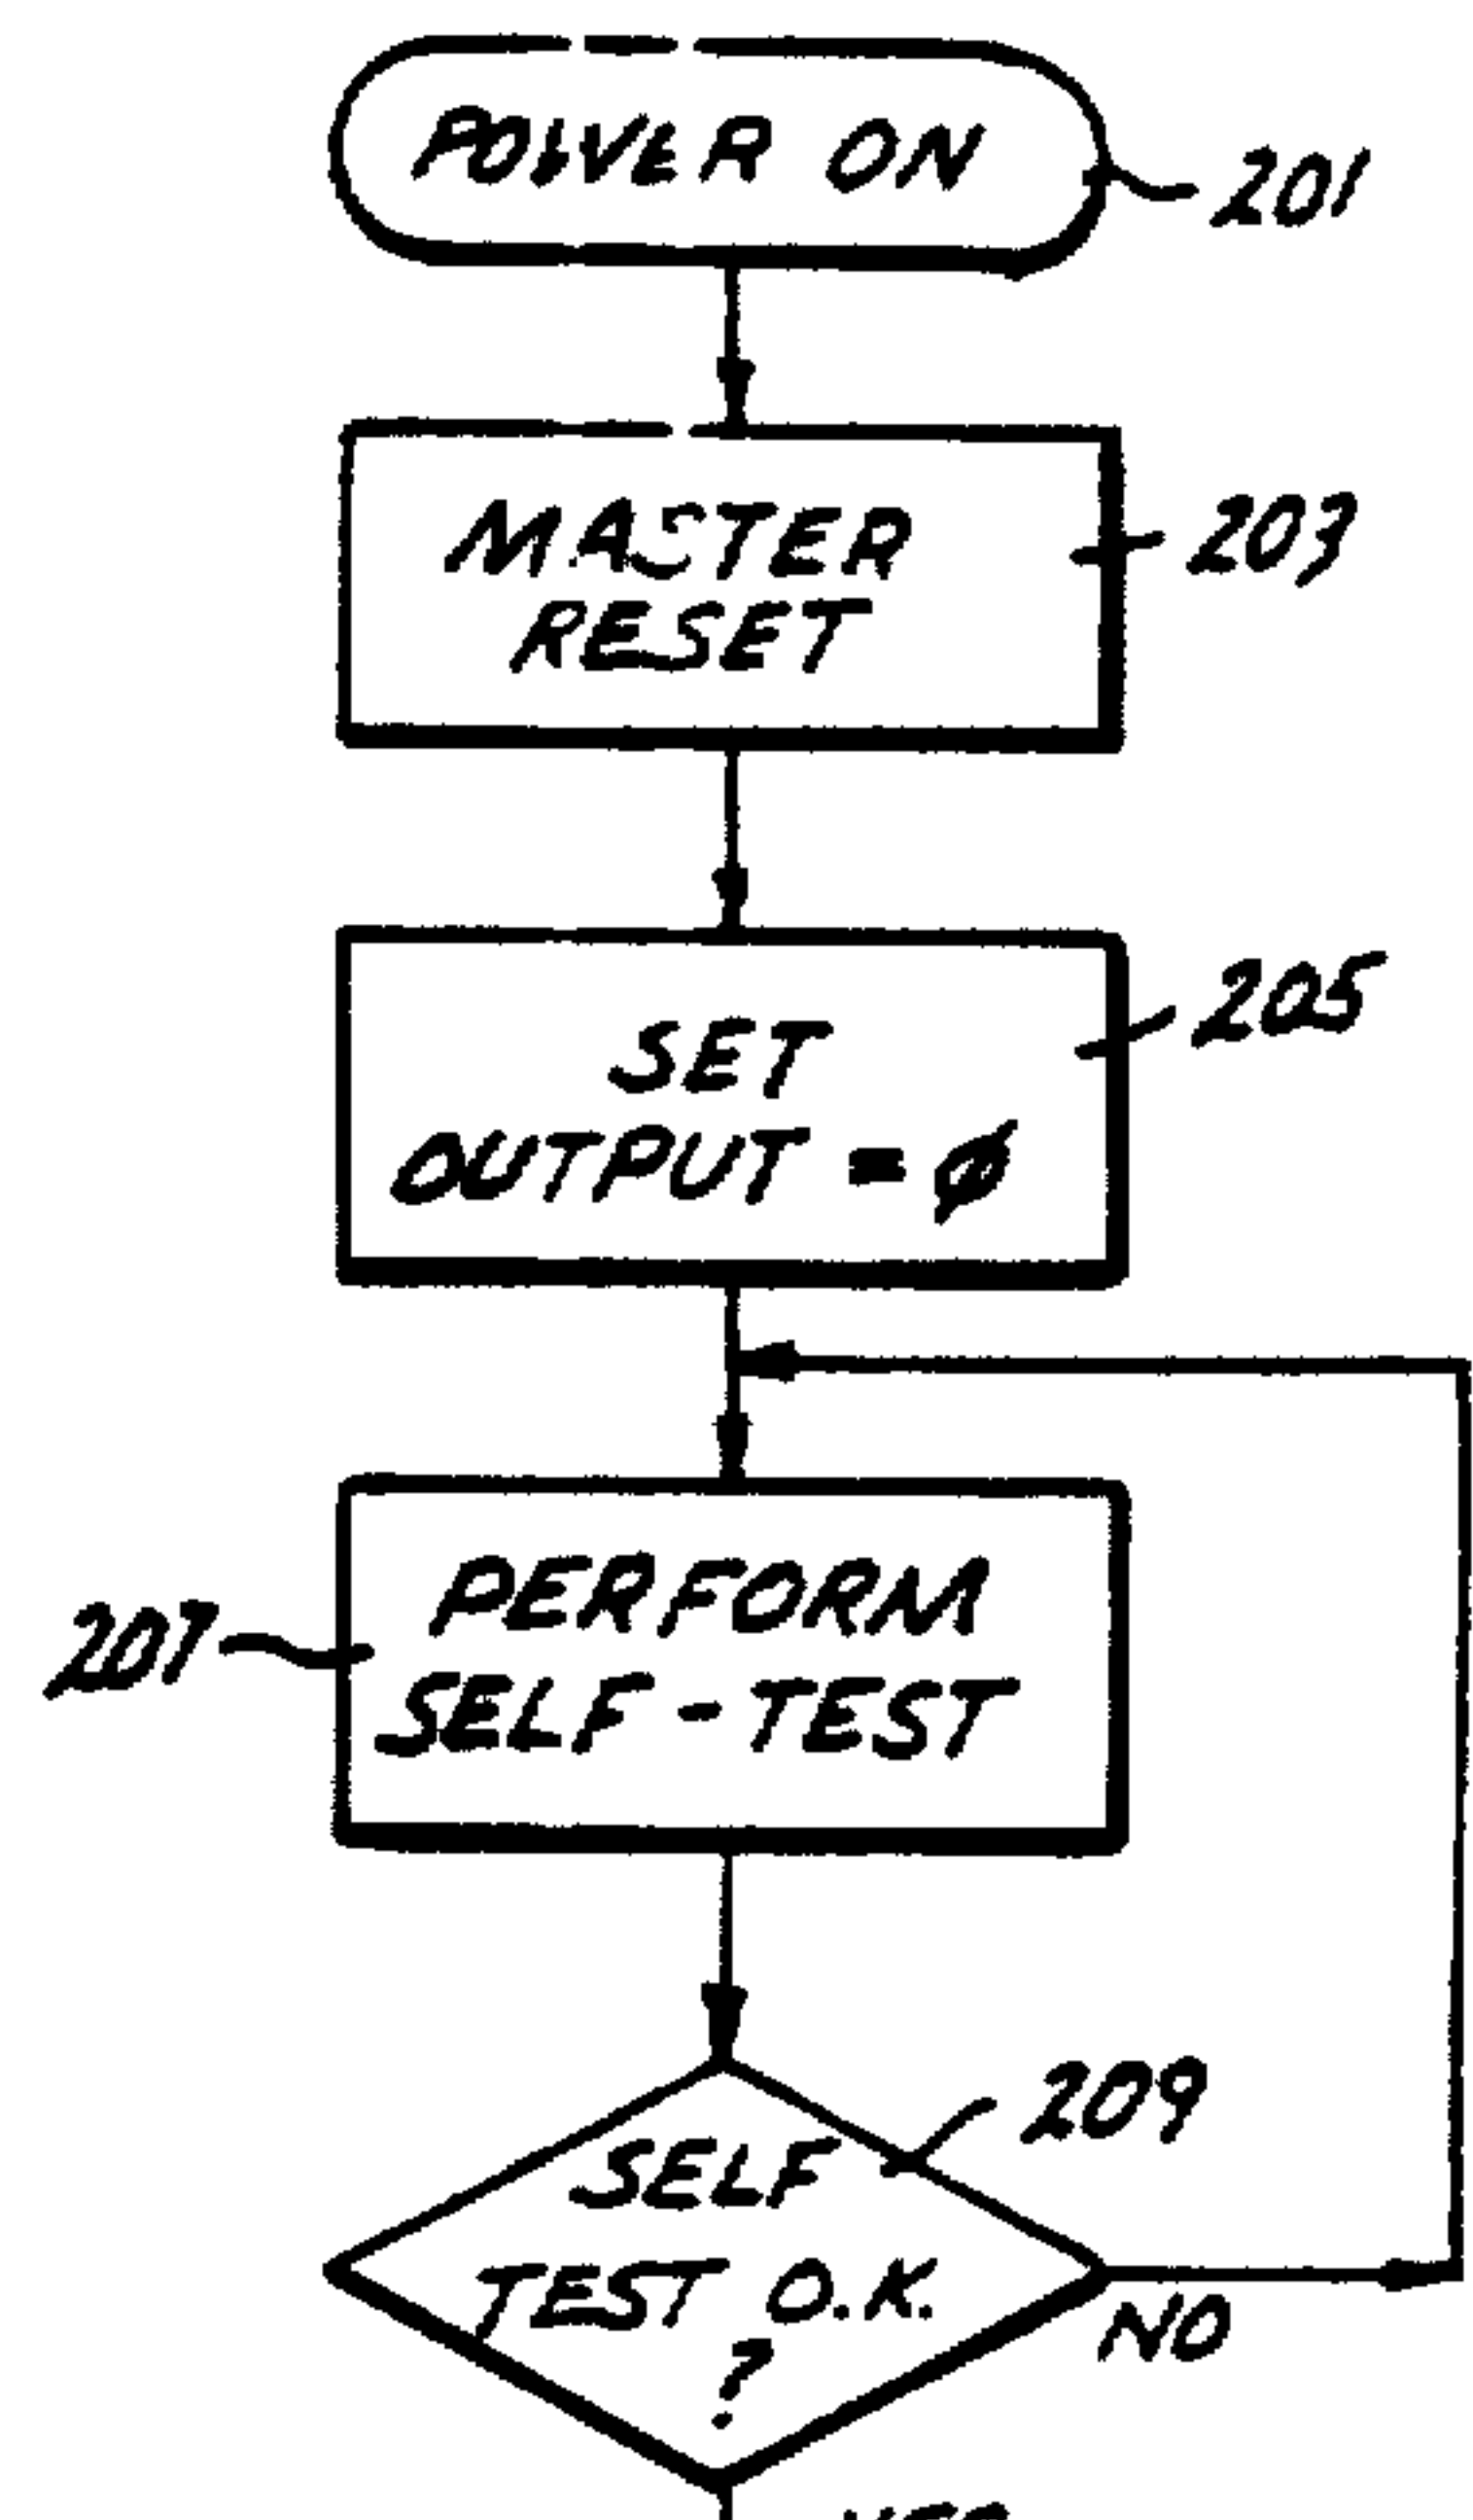 POWER ON
201
MASTER
RESET
203
SET
OUTPUT = Ø
205
PERFORM
SELF-TEST
207
SELF
TEST O.K.
?
209
NO